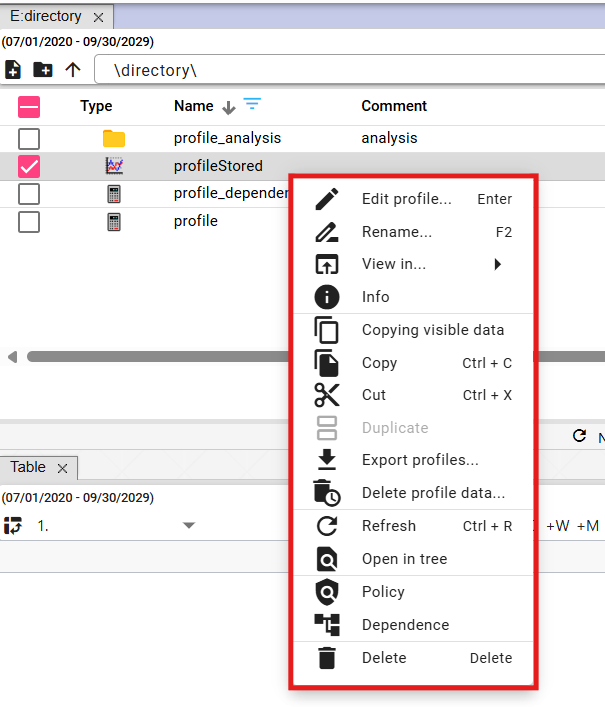 E:directory
(07/01/2020 - 09/30/2029)
\directory\
Type Name Comment
profile_analysis analysis
profileStored
profile_depender
profile
Edit profile... Enter
Rename... F2
View in...
Info
Copying visible data
Copy Ctrl + C
Cut Ctrl + X
Duplicate
Export profiles...
Delete profile data...
Refresh Ctrl + R
Open in tree
Policy
Dependence
Delete Delete
N
Table
(07/01/2020 - 09/30/2029)
1. +W +M